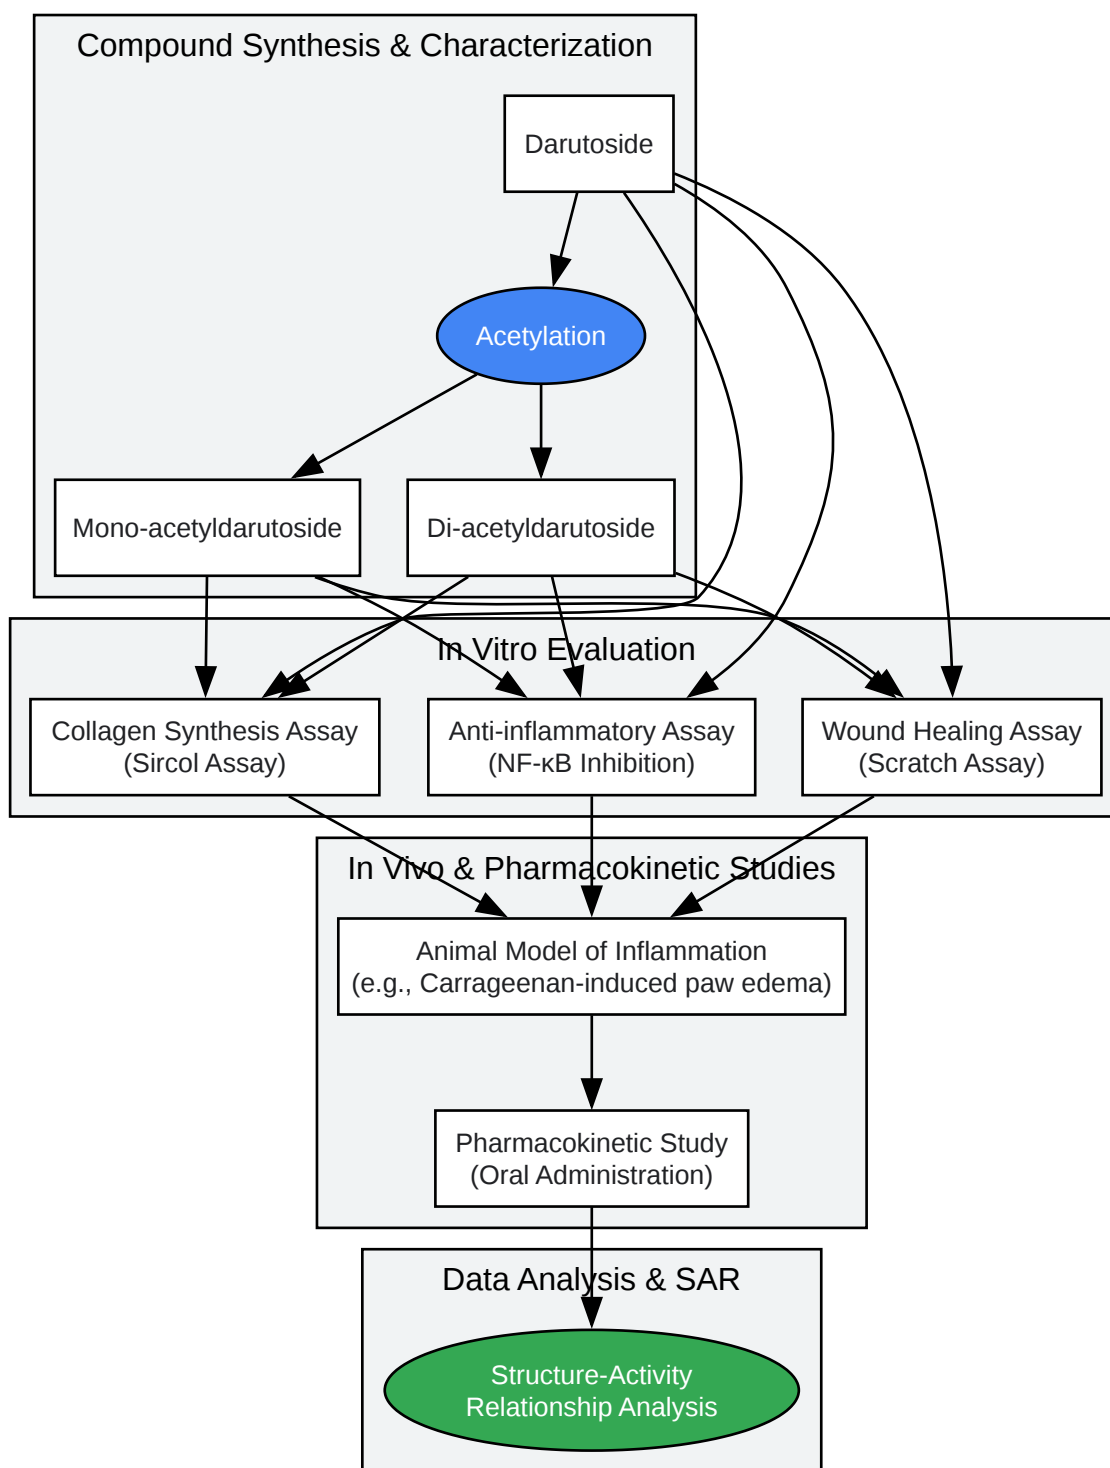 Compound Synthesis & Characterization
Darutoside
Acetylation
Mono-acetyldarutoside
Di-acetyldarutoside
In Vitro Evaluation
Collagen Synthesis Assay
(Sircol Assay)
Anti-inflammatory Assay
(NF-κB Inhibition)
Wound Healing Assay
(Scratch Assay)
In Vivo & Pharmacokinetic Studies
Animal Model of Inflammation
(e.g., Carrageenan-induced paw edema)
Pharmacokinetic Study
(Oral Administration)
Data Analysis & SAR
Structure-Activity
Relationship Analysis